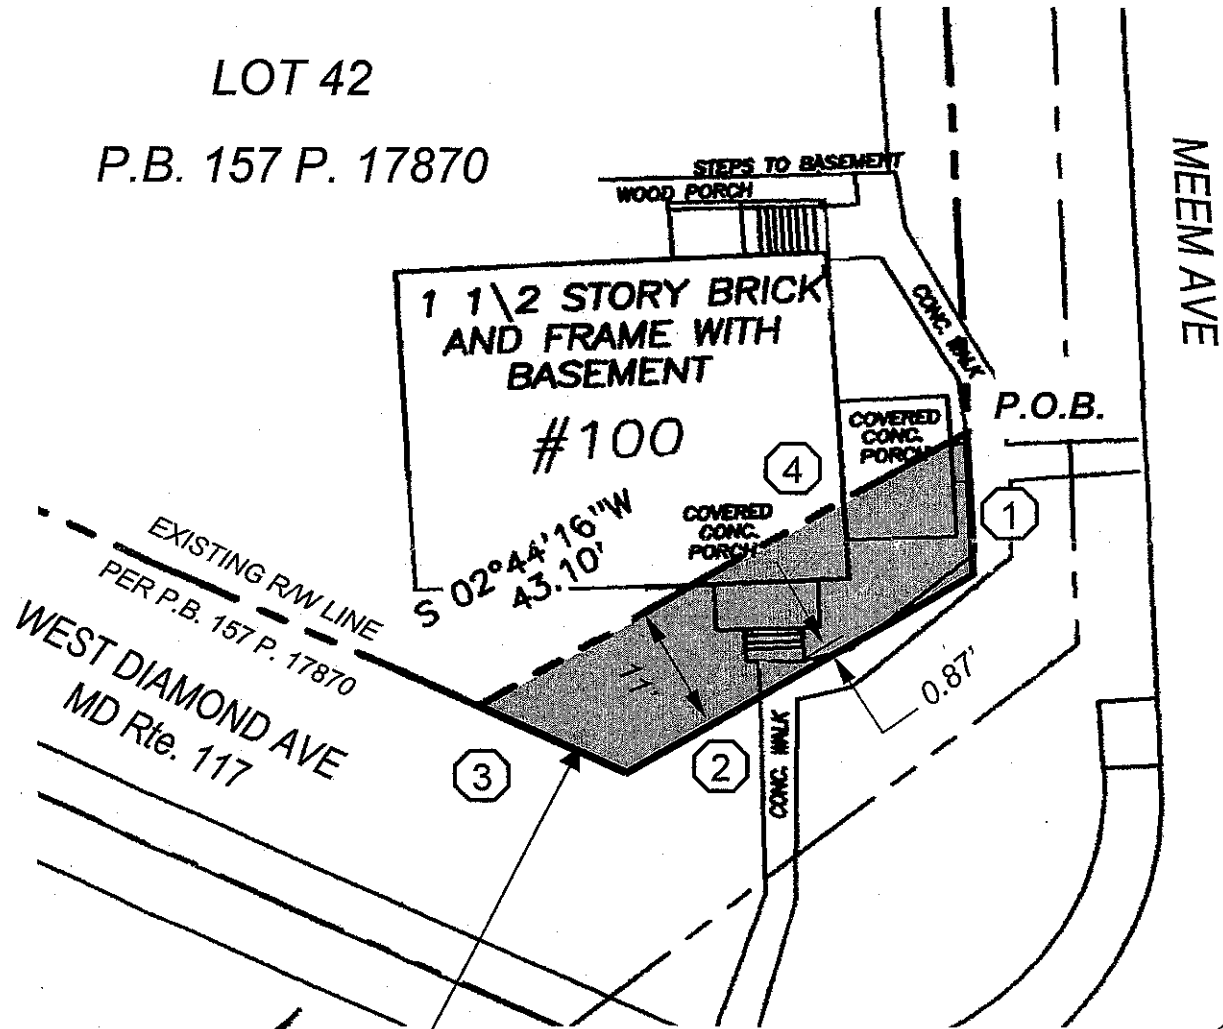 LOT 42
P.B. 157 P. 17870
MEEM AVE
STEPS TO BASEMENT
WOOD PORCH
1 1\2 STORY BRICK
AND FRAME WITH
BASEMENT
#100
CONC. WALK
P.O.B.
COVERED
CONC.
PORCH
4
1
COVERED
CONC.
PORCH
S 02°44'16"W
43.10'
EXISTING R/W LINE
PER P.B. 157 P. 17870
WEST DIAMOND AVE
MD Rte. 117
11'
0.87'
3
2
CONC. WALK